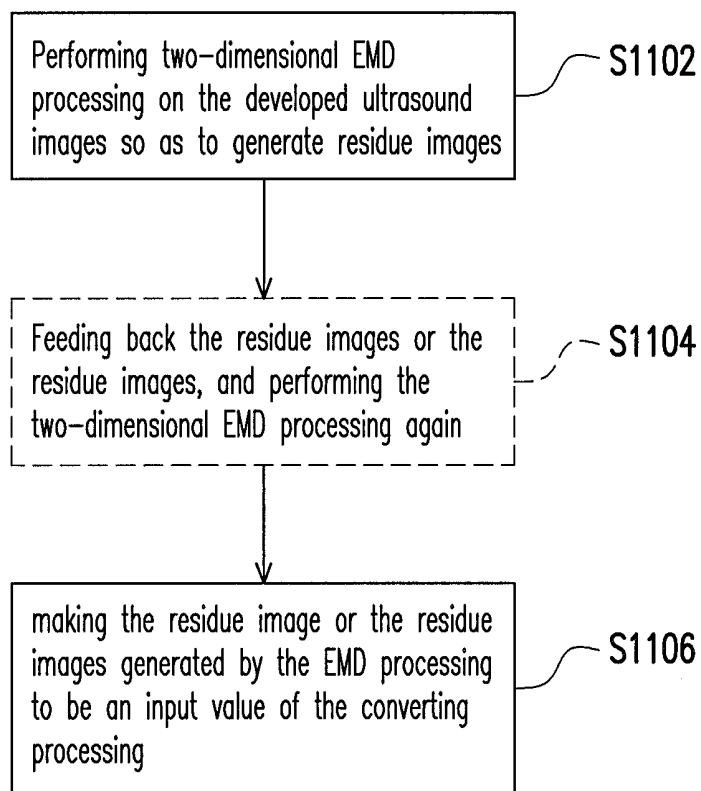 Performing two-dimensional EMD
processing on the developed ultrasound
images so as to generate residue images
S1102
Feeding back the residue images or the
residue images, and performing the
two-dimensional EMD processing again
S1104
making the residue image or the residue
images generated by the EMD processing
to be an input value of the converting
processing
S1106